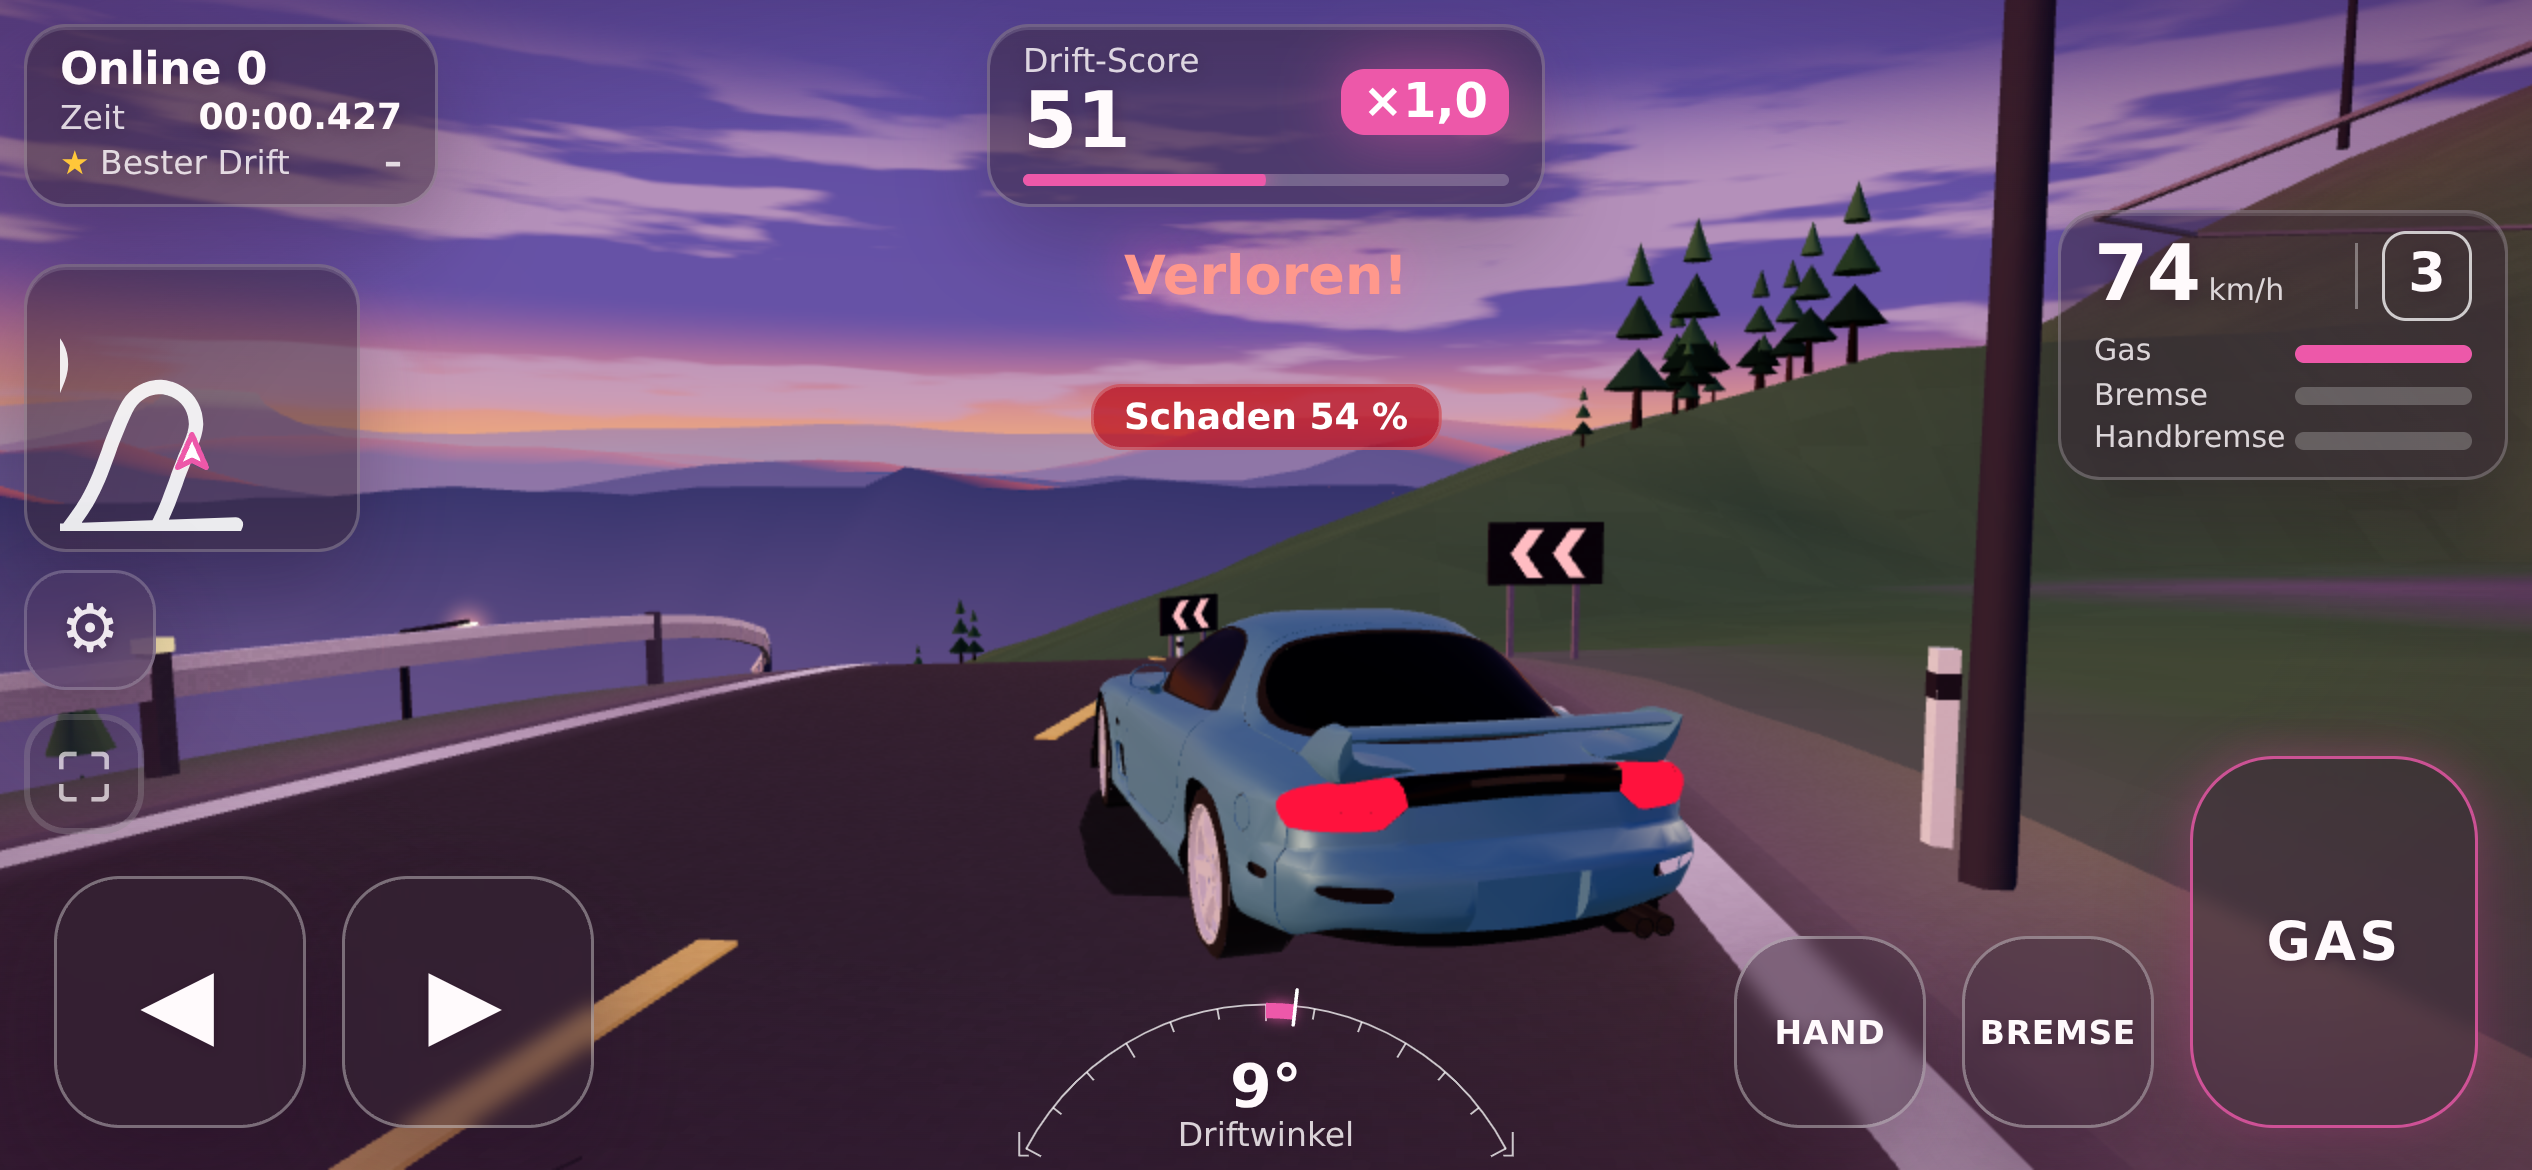 Online 0
Zeit 00:00.427
★ Bester Drift –
Drift-Score
51
×1,0
Verloren!
Schaden 54 %
74 km/h 3
Gas
Bremse
Handbremse
9°
Driftwinkel
HAND
BREMSE
GAS